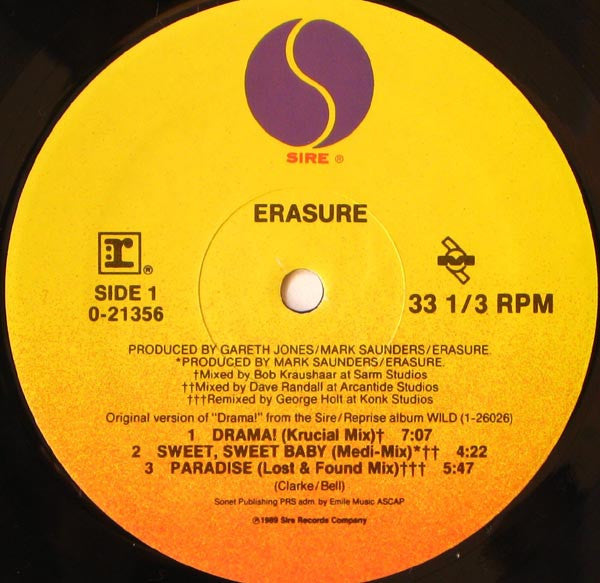 SIRE ®
ERASURE
r ®
SIDE 1
0-21356
33 1/3 RPM
PRODUCED BY GARETH JONES/MARK SAUNDERS/ERASURE.
*PRODUCED BY MARK SAUNDERS/ERASURE.
†Mixed by Bob Kraushaar at Sarm Studios
††Mixed by Dave Randall at Arcantide Studios
†††Remixed by George Holt at Konk Studios
Original version of "Drama!" from the Sire/Reprise album WILD (1-26026)
1 DRAMA! (Krucial Mix)† 7:07
2 SWEET, SWEET BABY (Medi-Mix)*†† 4:22
3 PARADISE (Lost & Found Mix)††† 5:47
(Clarke/Bell)
Sonet Publishing PRS adm. by Emile Music ASCAP
℗©1989 Sire Records Company